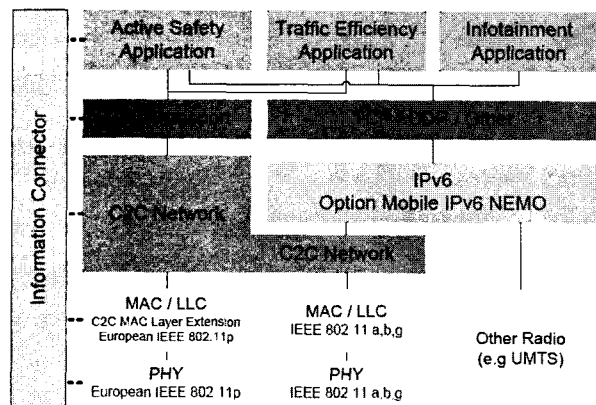 Information Connector
Active Safety
Application
Traffic Efficiency
Application
Infotainment
Application
IPv6
Option Mobile IPv6 NEMO
C2C Network
C2C Network
MAC / LLC
C2C MAC Layer Extension
European IEEE 802.11p
MAC / LLC
IEEE 802 11 a,b,g
Other Radio
(e.g UMTS)
PHY
European IEEE 802 11p
PHY
IEEE 802 11 a,b,g